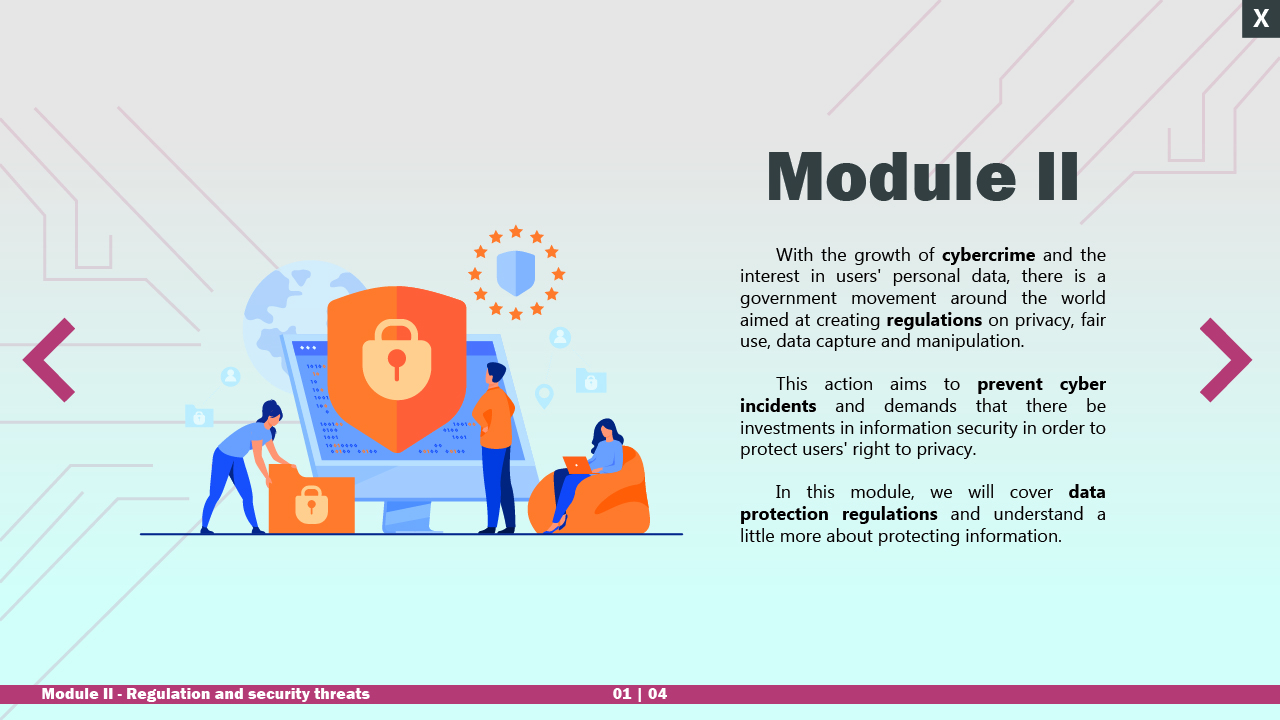 X
Module II
With the growth of cybercrime and the
interest in users' personal data, there is a
government movement around the world
aimed at creating regulations on privacy, fair
use, data capture and manipulation.
This action aims to prevent cyber
incidents and demands that there be
investments in information security in order to
protect users' right to privacy.
In this module, we will cover data
protection regulations and understand a
little more about protecting information.
Module II - Regulation and security threats
01 | 04